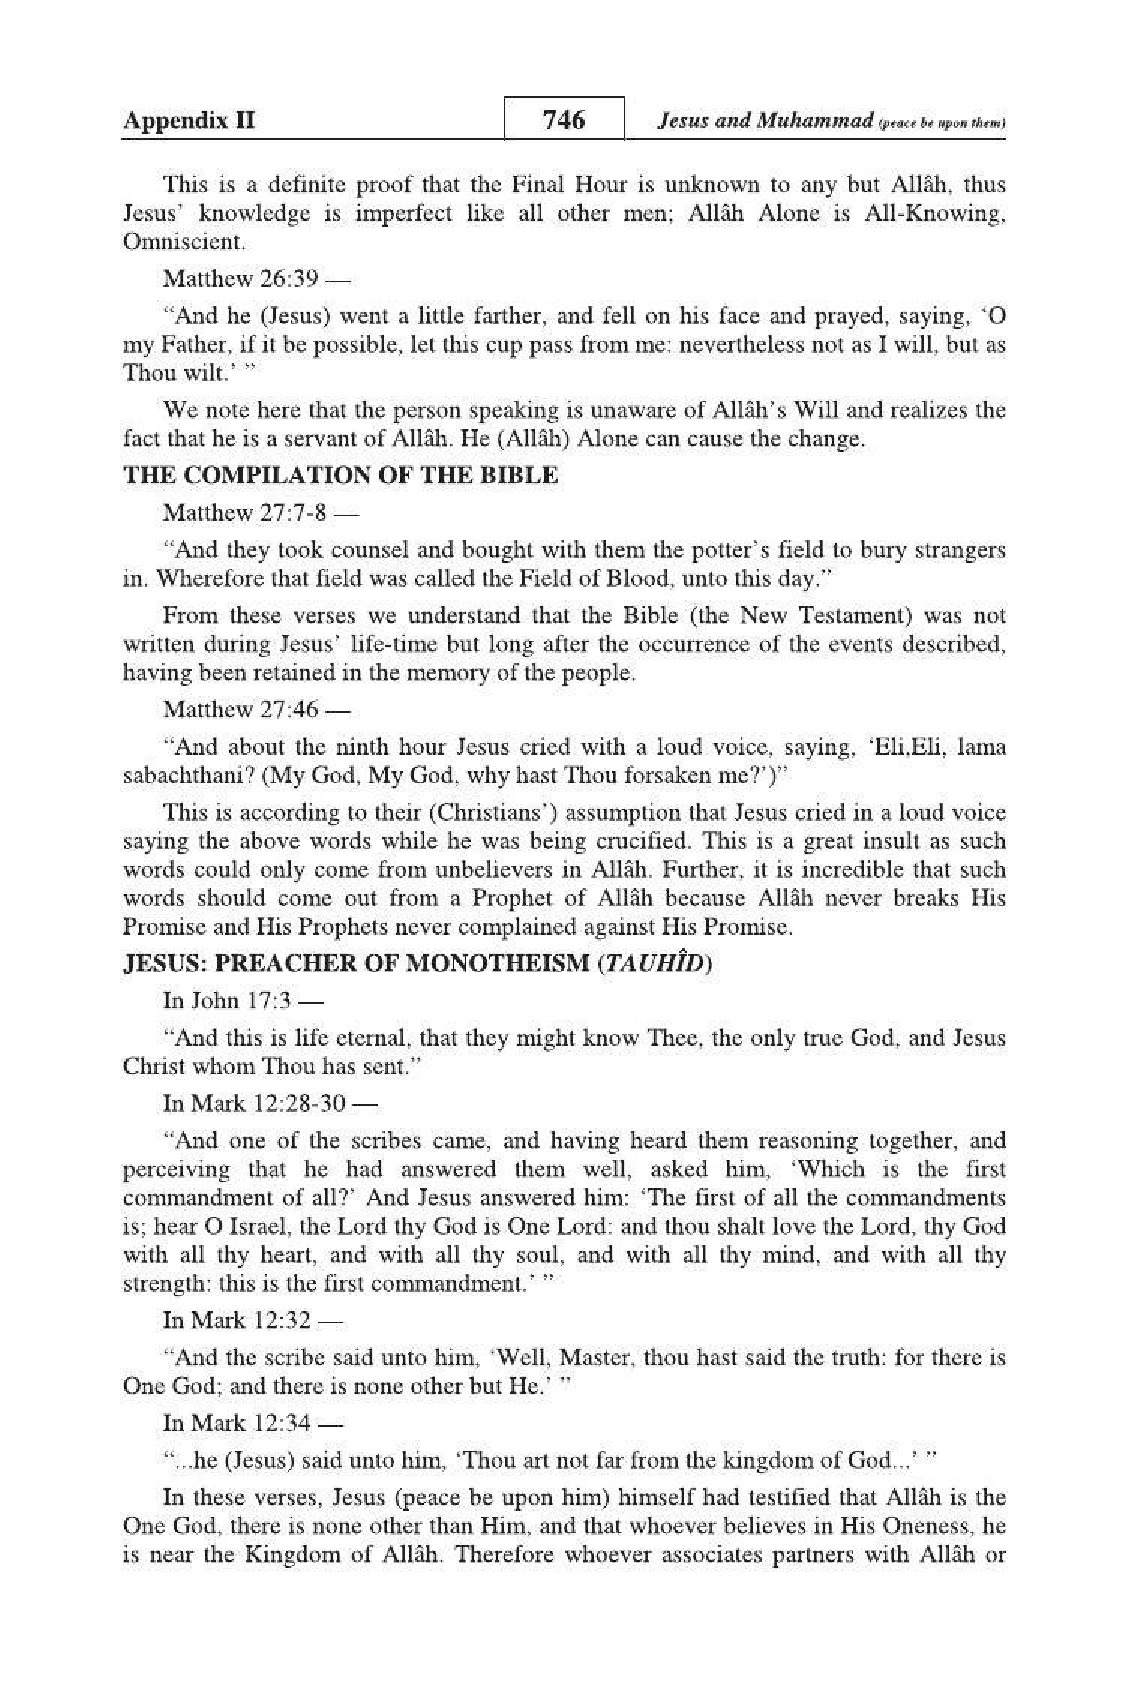 Appendix II 746 Jesus and Muhammad (peace be upon them)
This is a definite proof that the Final Hour is unknown to any but Allâh, thus
Jesus’ knowledge is imperfect like all other men; Allâh Alone is All-Knowing,
Omniscient.
Matthew 26:39 —
“And he (Jesus) went a little farther, and fell on his face and prayed, saying, ‘O
my Father, if it be possible, let this cup pass from me: nevertheless not as I will, but as
Thou wilt.’ ”
We note here that the person speaking is unaware of Allâh’s Will and realizes the
fact that he is a servant of Allâh. He (Allâh) Alone can cause the change.
THE COMPILATION OF THE BIBLE
Matthew 27:7-8 —
“And they took counsel and bought with them the potter’s field to bury strangers
in. Wherefore that field was called the Field of Blood, unto this day.”
From these verses we understand that the Bible (the New Testament) was not
written during Jesus’ life-time but long after the occurrence of the events described,
having been retained in the memory of the people.
Matthew 27:46 —
“And about the ninth hour Jesus cried with a loud voice, saying, ‘Eli,Eli, lama
sabachthani? (My God, My God, why hast Thou forsaken me?’)”
This is according to their (Christians’) assumption that Jesus cried in a loud voice
saying the above words while he was being crucified. This is a great insult as such
words could only come from unbelievers in Allâh. Further, it is incredible that such
words should come out from a Prophet of Allâh because Allâh never breaks His
Promise and His Prophets never complained against His Promise.
JESUS: PREACHER OF MONOTHEISM (TAUHÎD)
In John 17:3 —
“And this is life eternal, that they might know Thee, the only true God, and Jesus
Christ whom Thou has sent.”
In Mark 12:28-30 —
“And one of the scribes came, and having heard them reasoning together, and
perceiving that he had answered them well, asked him, ‘Which is the first
commandment of all?’ And Jesus answered him: ‘The first of all the commandments
is; hear O Israel, the Lord thy God is One Lord: and thou shalt love the Lord, thy God
with all thy heart, and with all thy soul, and with all thy mind, and with all thy
strength: this is the first commandment.’ ”
In Mark 12:32 —
“And the scribe said unto him, ‘Well, Master, thou hast said the truth: for there is
One God; and there is none other but He.’ ”
In Mark 12:34 —
“...he (Jesus) said unto him, ‘Thou art not far from the kingdom of God...’ ”
In these verses, Jesus (peace be upon him) himself had testified that Allâh is the
One God, there is none other than Him, and that whoever believes in His Oneness, he
is near the Kingdom of Allâh. Therefore whoever associates partners with Allâh or